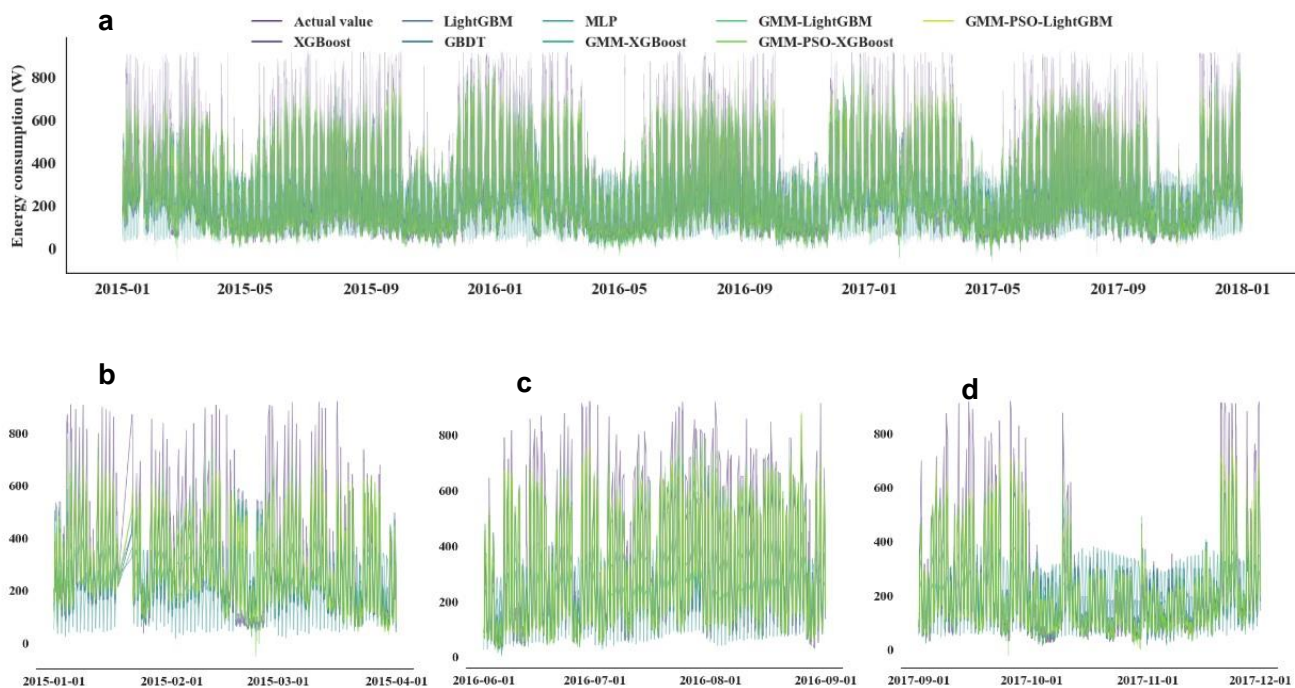 a
Actual value LightGBM MLP GMM-LightGBM GMM-PSO-LightGBM
XGBoost GBDT GMM-XGBoost GMM-PSO-XGBoost
Energy consumption (W)
800
600
400
200
0
2015-01 2015-05 2015-09 2016-01 2016-05 2016-09 2017-01 2017-05 2017-09 2018-01
b
800
600
400
200
0
2015-01-01 2015-02-01 2015-03-01 2015-04-01
c
800
600
400
200
0
2016-06-01 2016-07-01 2016-08-01 2016-09-01
d
800
600
400
200
0
2017-09-01 2017-10-01 2017-11-01 2017-12-01